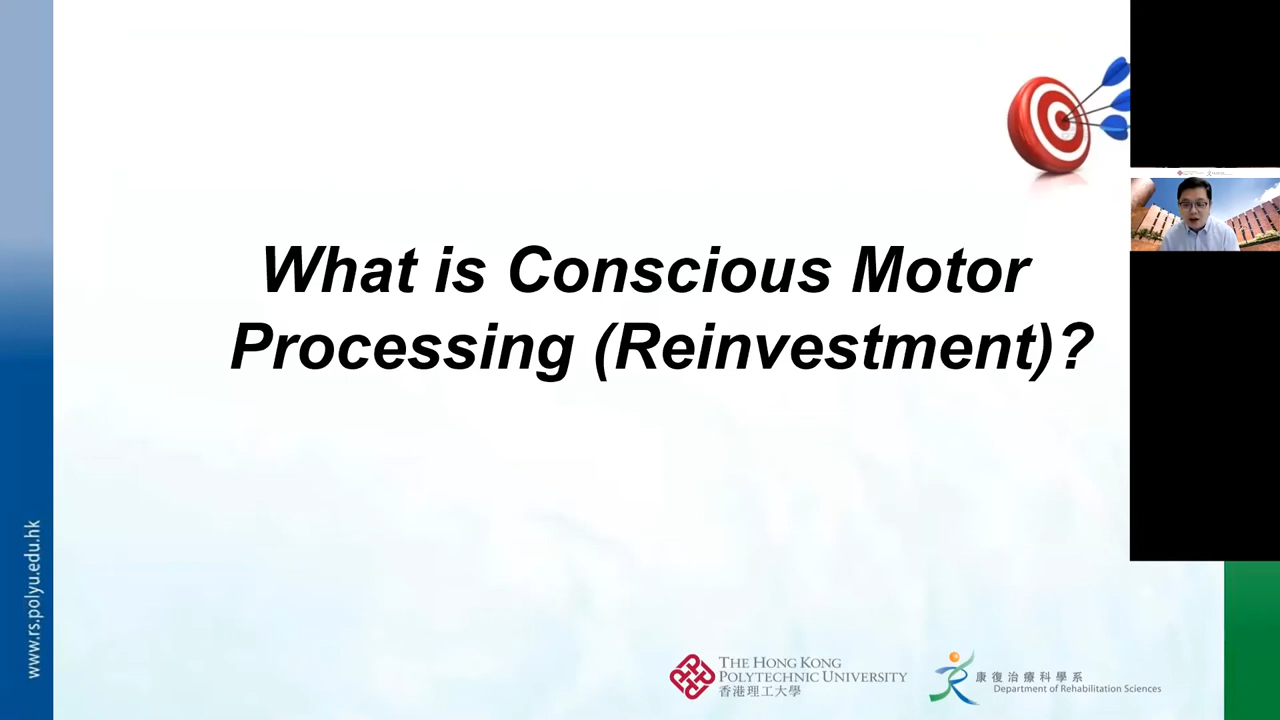 What is Conscious Motor
Processing (Reinvestment)?
www.rs.polyu.edu.hk
THE HONG KONG
POLYTECHNIC UNIVERSITY
香港理工大學
康復治療科學系
Department of Rehabilitation Sciences